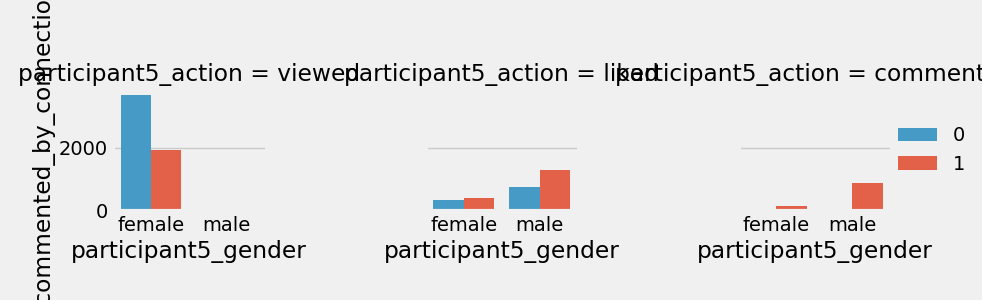 participant5_action = viewed
participant5_action = liked
participant5_action = comment
commented_by_connectio
2000
0
female male
female male
female male
participant5_gender
participant5_gender
participant5_gender
0
1